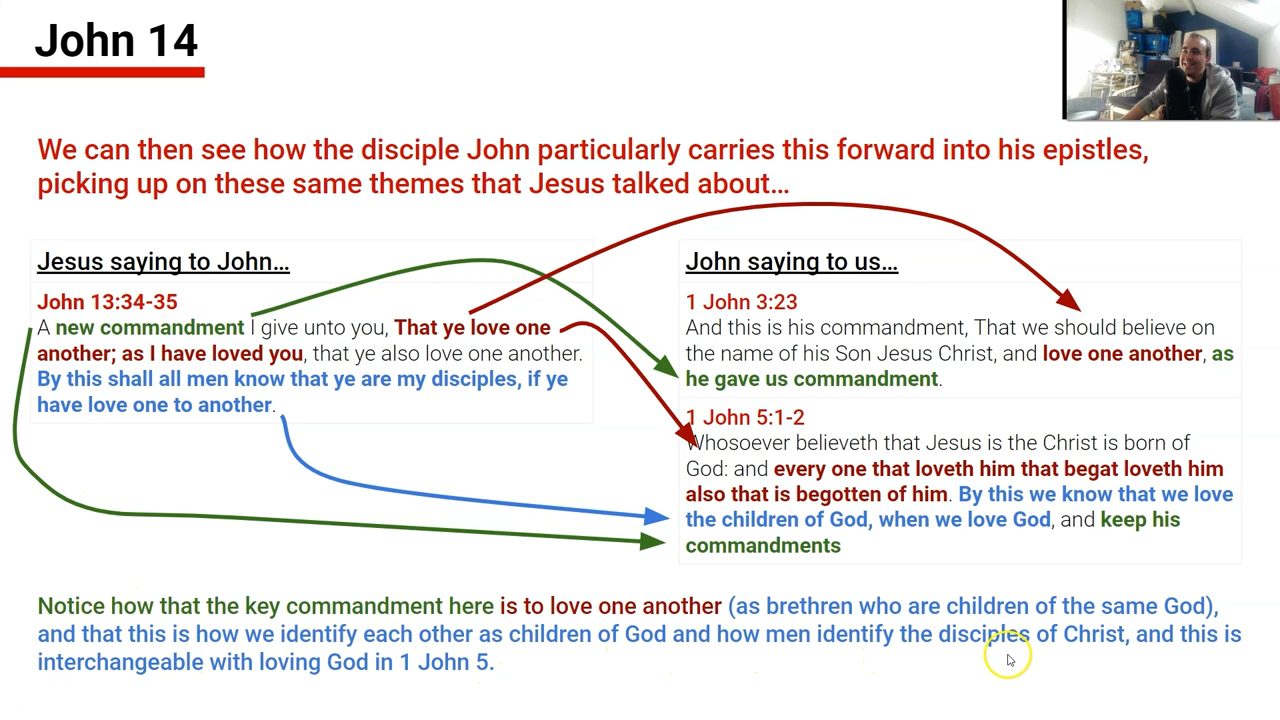 John 14
We can then see how the disciple John particularly carries this forward into his epistles,
picking up on these same themes that Jesus talked about...
Jesus saying to John...
John 13:34-35
A new commandment I give unto you, That ye love one
another; as I have loved you, that ye also love one another.
By this shall all men know that ye are my disciples, if ye
have love one to another.
John saying to us...
1 John 3:23
And this is his commandment, That we should believe on
the name of his Son Jesus Christ, and love one another, as
he gave us commandment.
1 John 5:1-2
Whosoever believeth that Jesus is the Christ is born of
God: and every one that loveth him that begat loveth him
also that is begotten of him. By this we know that we love
the children of God, when we love God, and keep his
commandments
Notice how that the key commandment here is to love one another (as brethren who are children of the same God),
and that this is how we identify each other as children of God and how men identify the disciples of Christ, and this is
interchangeable with loving God in 1 John 5.